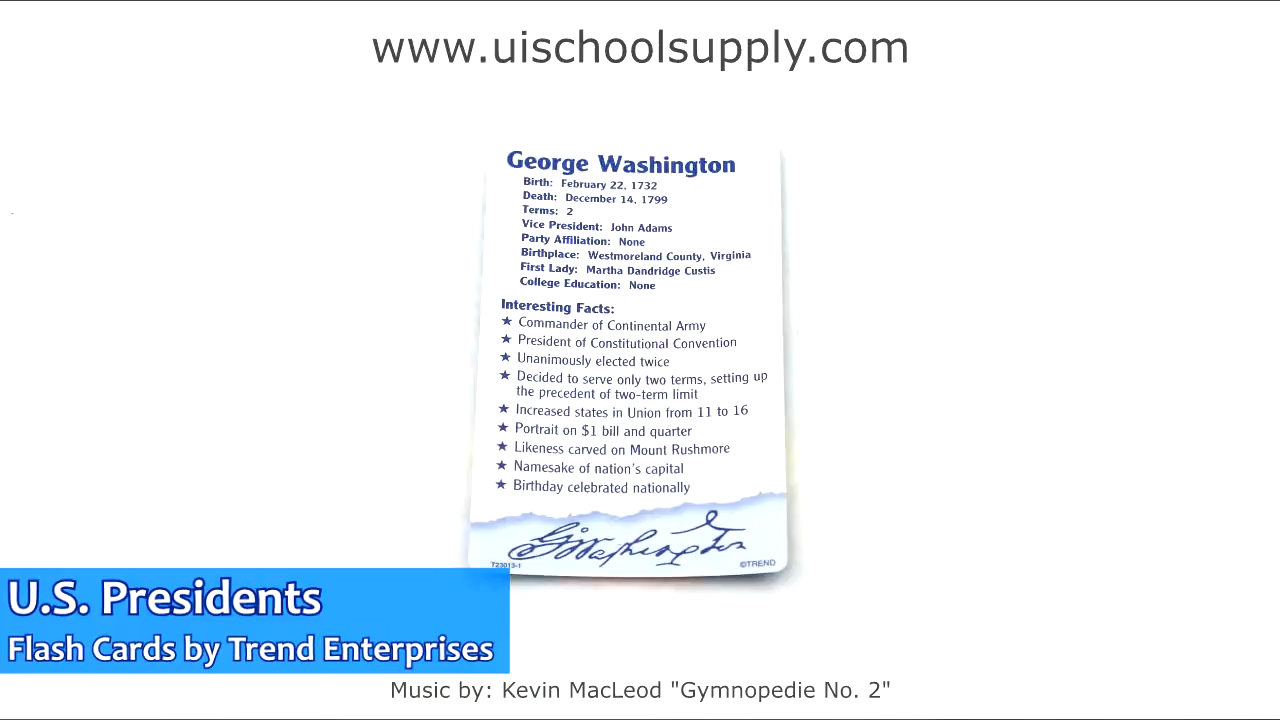 www.uischoolsupply.com
George Washington
Birth: February 22, 1732
Death: December 14, 1799
Terms: 2
Vice President: John Adams
Party Affiliation: None
Birthplace: Westmoreland County, Virginia
First Lady: Martha Dandridge Custis
College Education: None
Interesting Facts:
★ Commander of Continental Army
★ President of Constitutional Convention
★ Unanimously elected twice
★ Decided to serve only two terms, setting up
the precedent of two-term limit
★ Increased states in Union from 11 to 16
★ Portrait on $1 bill and quarter
★ Likeness carved on Mount Rushmore
★ Namesake of nation's capital
★ Birthday celebrated nationally
G Washington
T23013-1 ©TREND
U.S. Presidents
Flash Cards by Trend Enterprises
Music by: Kevin MacLeod "Gymnopedie No. 2"